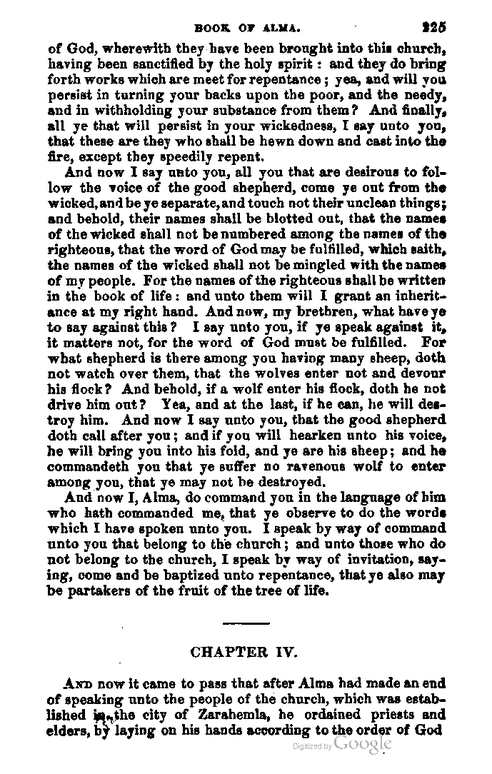 BOOK OF ALMA. 225
of God, wherewith they have been brought into this church,
having been sanctified by the holy spirit : and they do bring
forth works which are meet for repentance ; yea, and will you
persist in turning your backs upon the poor, and the needy,
and in withholding your substance from them? And finally,
all ye that will persist in your wickedness, I say unto you,
that these are they who shall be hewn down and cast into the
fire, except they speedily repent.
And now I say unto you, all you that are desirous to fol-
low the voice of the good shepherd, come ye out from the
wicked, and be ye separate, and touch not their unclean things;
and behold, their names shall be blotted out, that the names
of the wicked shall not be numbered among the names of the
righteous, that the word of God may be fulfilled, which saith,
the names of the wicked shall not be mingled with the names
of my people. For the names of the righteous shall be written
in the book of life : and unto them will I grant an inherit-
ance at my right hand. And now, my brethren, what have ye
to say against this? I say unto you, if ye speak against it,
it matters not, for the word of God must be fulfilled. For
what shepherd is there among you having many sheep, doth
not watch over them, that the wolves enter not and devour
his flock? And behold, if a wolf enter his flock, doth he not
drive him out? Yea, and at the last, if he can, he will des-
troy him. And now I say unto you, that the good shepherd
doth call after you ; and if you will hearken unto his voice,
he will bring you into his fold, and ye are his sheep ; and he
commandeth you that ye suffer no ravenous wolf to enter
among you, that ye may not be destroyed.
And now I, Alma, do command you in the language of him
who hath commanded me, that ye observe to do the words
which I have spoken unto you. I speak by way of command
unto you that belong to the church ; and unto those who do
not belong to the church, I speak by way of invitation, say-
ing, come and be baptized unto repentance, that ye also may
be partakers of the fruit of the tree of life.
CHAPTER IV.
AND now it came to pass that after Alma had made an end
of speaking unto the people of the church, which was estab-
lished in the city of Zarahemla, he ordained priests and
elders, by laying on his hands according to the order of God
Digitized by Google